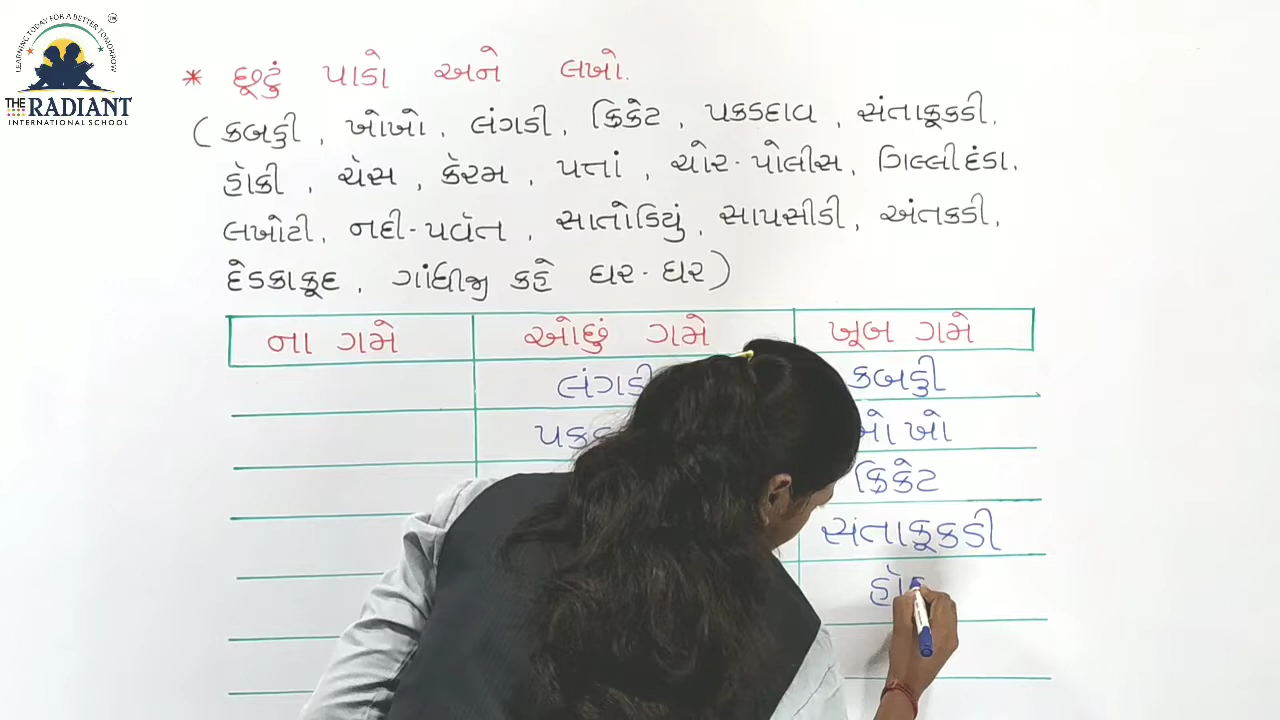 LEARNING TODAY FOR A BETTER TOMORROW
THE RADIANT
INTERNATIONAL SCHOOL
* છૂટું પાડો અને લખો.
(કબડ્ડી, ખોખો, લંગડી, ક્રિકેટ, પકડદાવ, સંતાકૂકડી.
હૉકી, ચેસ, કૅરમ, પત્તાં, ચોર-પોલીસ, ગિલ્લીદંડા.
લખોટી, નદી-પર્વત, સાતોડિયું, સાપસીડી, અંતકડી,
દેડકાકૂદ, ગાંધીજી કહે ઘર-ઘર)
ના ગમે ઓછું ગમે ખૂબ ગમે
લંગડી કબડ્ડી
ક્રિકેટ
સંતાકૂકડી